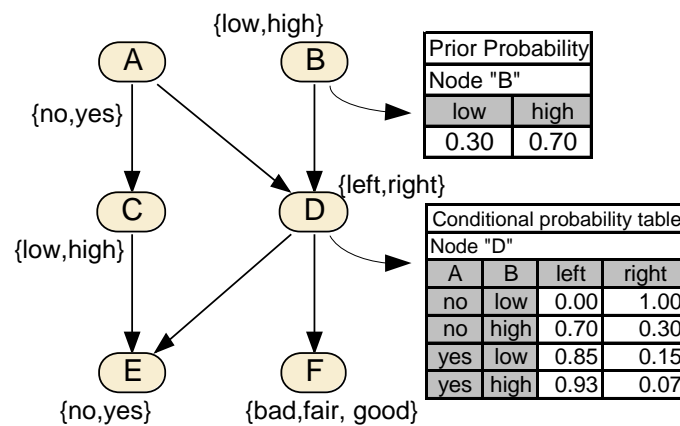 {low,high}
A
B
Prior Probability
Node "B"
low high
0.30 0.70
{no,yes}
{left,right}
C
D
{low,high}
Conditional probability table
Node "D"
A B left right
no low 0.00 1.00
no high 0.70 0.30
yes low 0.85 0.15
yes high 0.93 0.07
E
F
{no,yes}
{bad,fair, good}